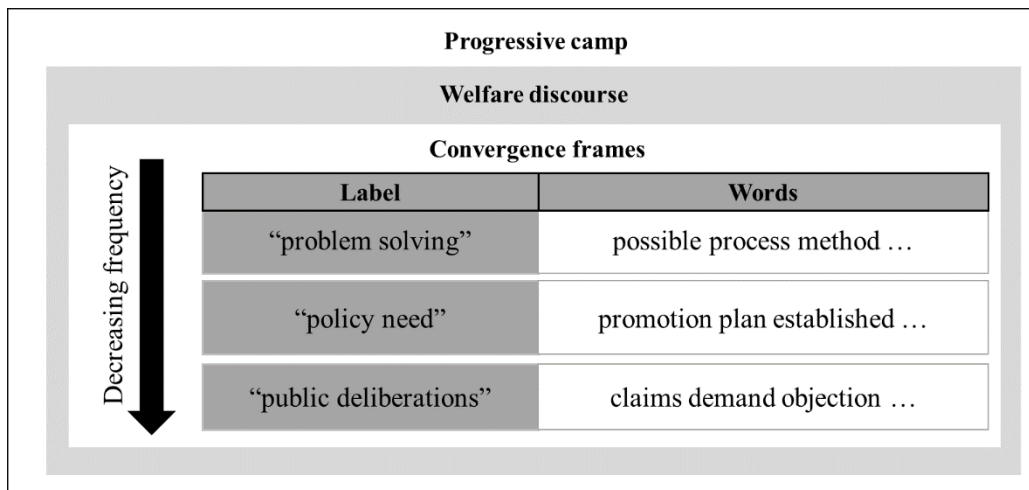 Progressive camp
Welfare discourse
Convergence frames
Decreasing frequency
Label Words
“problem solving” possible process method …
“policy need” promotion plan established …
“public deliberations” claims demand objection …